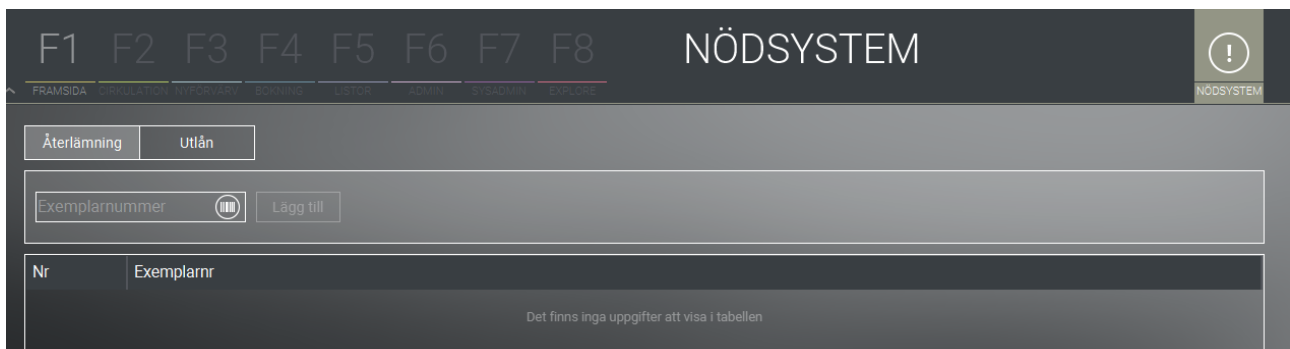 F1 F2 F3 F4 F5 F6 F7 F8 NÖDSYSTEM
FRAMSIDA CIRKULATION NYFÖRVÄRV BOKNING LISTOR ADMIN SYSADMIN EXPLORE NÖDSYSTEM
Återlämning Utlån
Exemplarnummer Lägg till
Nr Exemplarnr
Det finns inga uppgifter att visa i tabellen